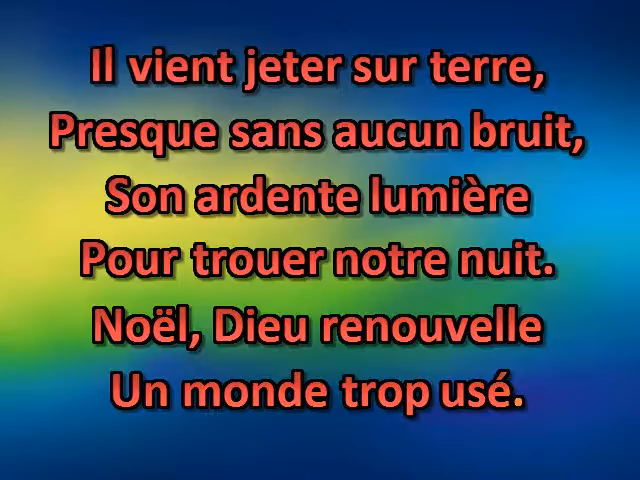 Il vient jeter sur terre,
Presque sans aucun bruit,
Son ardente lumière
Pour trouer notre nuit.
Noël, Dieu renouvelle
Un monde trop usé.